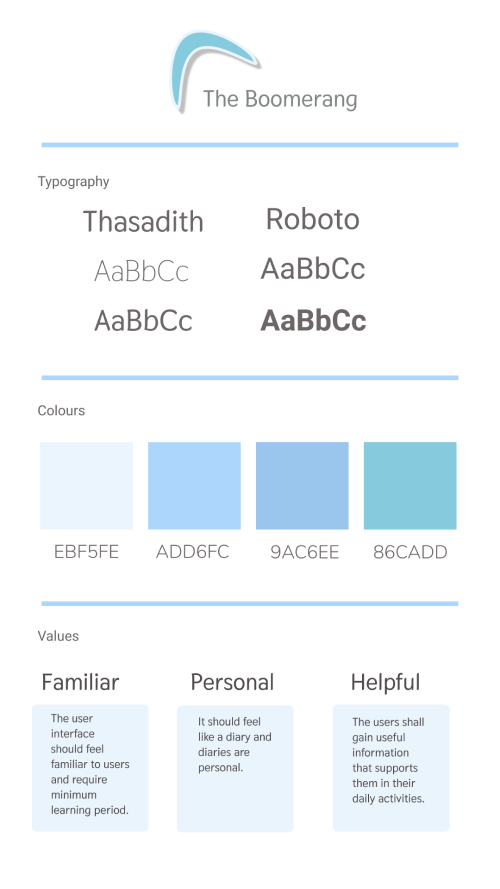 The Boomerang
Typography
Thasadith
Roboto
AaBbCc
AaBbCc
AaBbCc
AaBbCc
Colours
EBF5FE
ADD6FC
9AC6EE
86CADD
Values
Familiar
The user
interface
should feel
familiar to users
and require
minimum
learning period.
Personal
It should feel
like a diary and
diaries are
personal.
Helpful
The users shall
gain useful
information
that supports
them in their
daily activities.